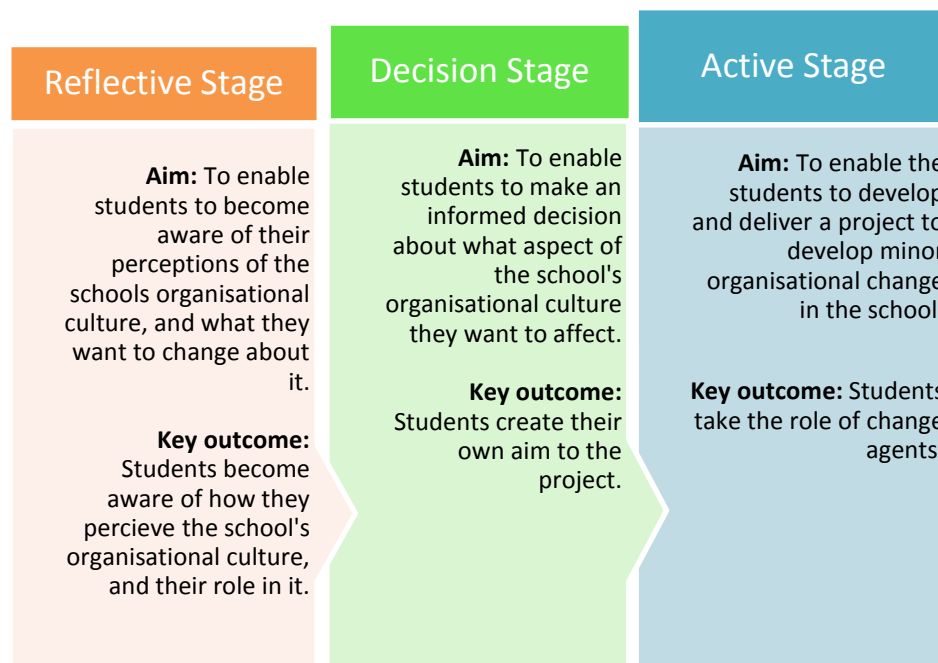 Reflective Stage
Aim: To enable
students to become
aware of their
perceptions of the
schools organisational
culture, and what they
want to change about
it.
Key outcome:
Students become
aware of how they
percieve the school's
organisational culture,
and their role in it.
Decision Stage
Aim: To enable
students to make an
informed decision
about what aspect of
the school's
organisational culture
they want to affect.
Key outcome:
Students create their
own aim to the
project.
Active Stage
Aim: To enable the
students to develop
and deliver a project to
develop minor
organisational change
in the school.
Key outcome: Students
take the role of change
agents.